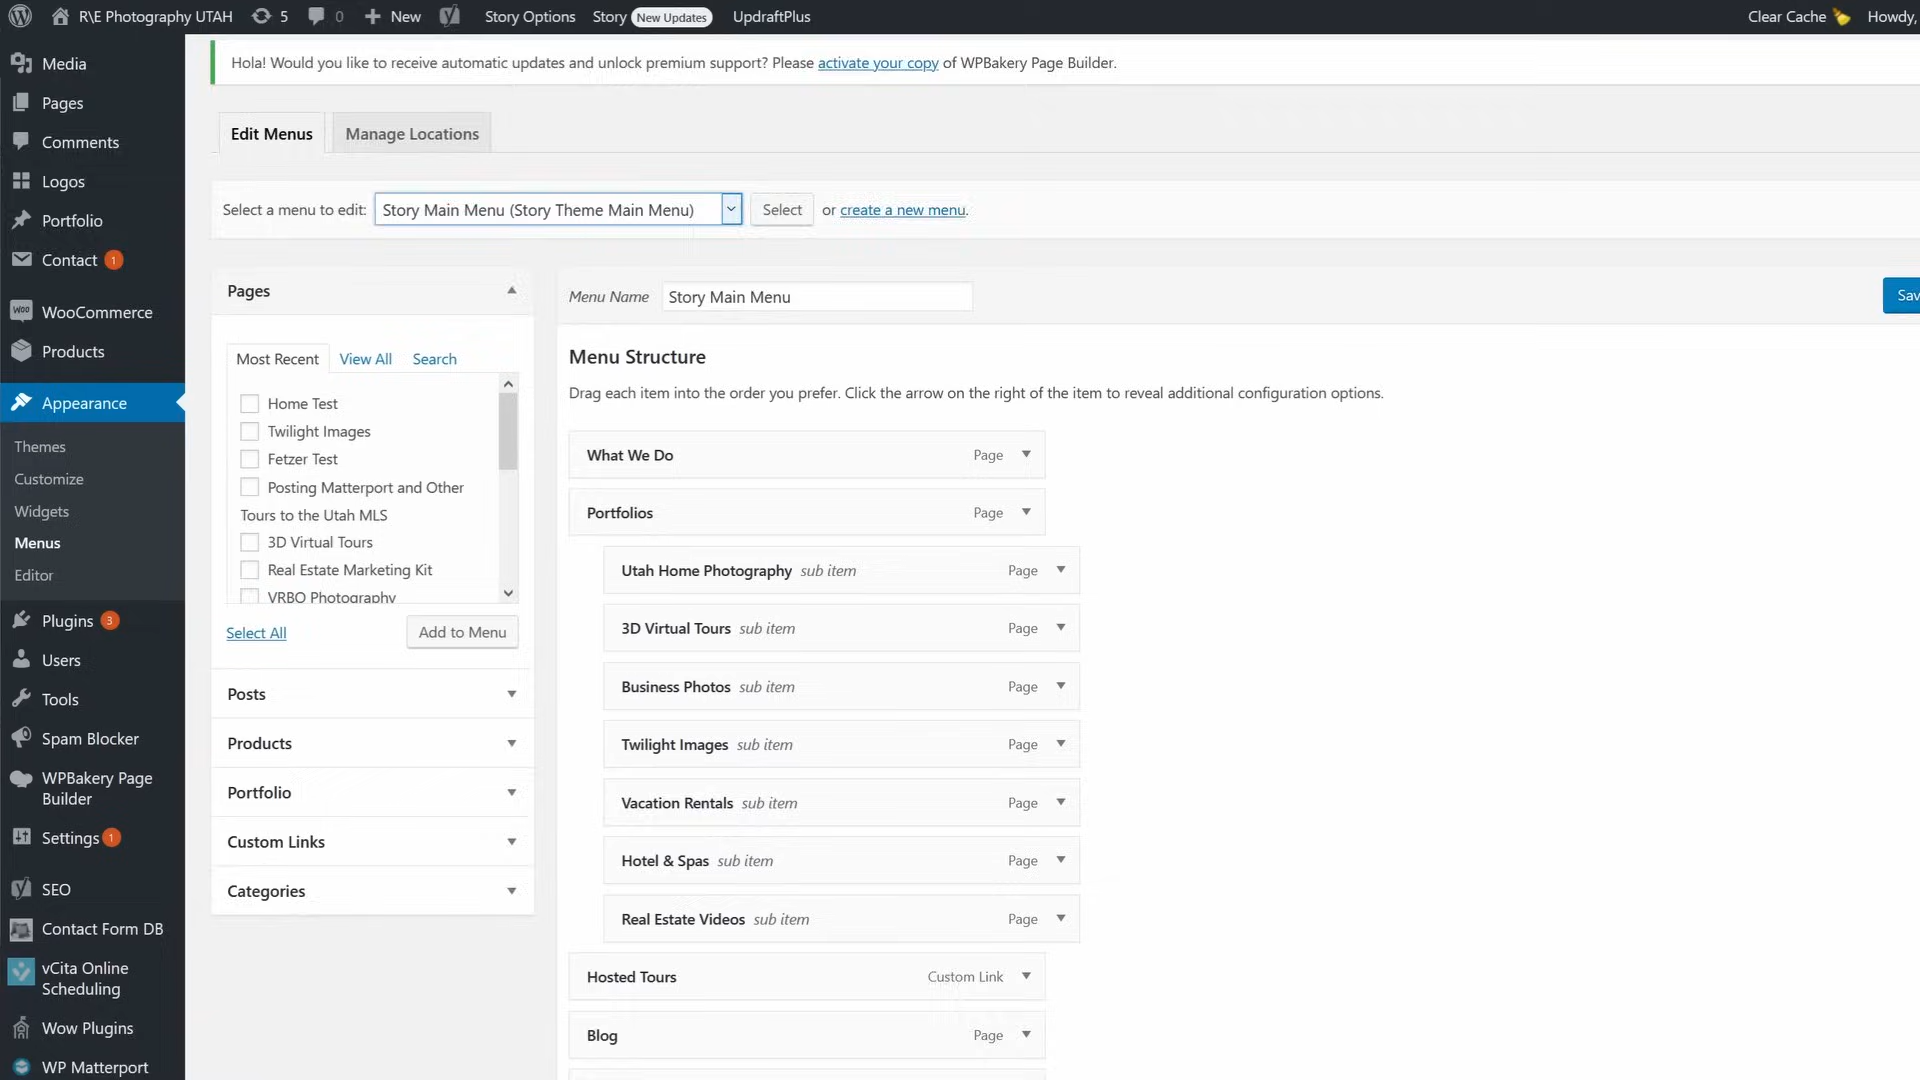 R\E Photography UTAH
5
0
New
Story Options
Story New Updates
UpdraftPlus
Clear Cache
Howdy,
Media
Pages
Comments
Logos
Portfolio
Contact 1
WooCommerce
Products
Appearance
Themes
Customize
Widgets
Menus
Editor
Plugins 3
Users
Tools
Spam Blocker
WPBakery Page
Builder
Settings 1
SEO
Contact Form DB
vCita Online
Scheduling
Wow Plugins
WP Matterport
Hola! Would you like to receive automatic updates and unlock premium support? Please activate your copy of WPBakery Page Builder.
Edit Menus
Manage Locations
Select a menu to edit: Story Main Menu (Story Theme Main Menu) Select or create a new menu.
Pages
Most Recent
View All
Search
Home Test
Twilight Images
Fetzer Test
Posting Matterport and Other
Tours to the Utah MLS
3D Virtual Tours
Real Estate Marketing Kit
VRBO Photography
Select All
Add to Menu
Posts
Products
Portfolio
Custom Links
Categories
Menu Name Story Main Menu
Sav
Menu Structure
Drag each item into the order you prefer. Click the arrow on the right of the item to reveal additional configuration options.
What We Do Page
Portfolios Page
Utah Home Photography sub item Page
3D Virtual Tours sub item Page
Business Photos sub item Page
Twilight Images sub item Page
Vacation Rentals sub item Page
Hotel & Spas sub item Page
Real Estate Videos sub item Page
Hosted Tours Custom Link
Blog Page